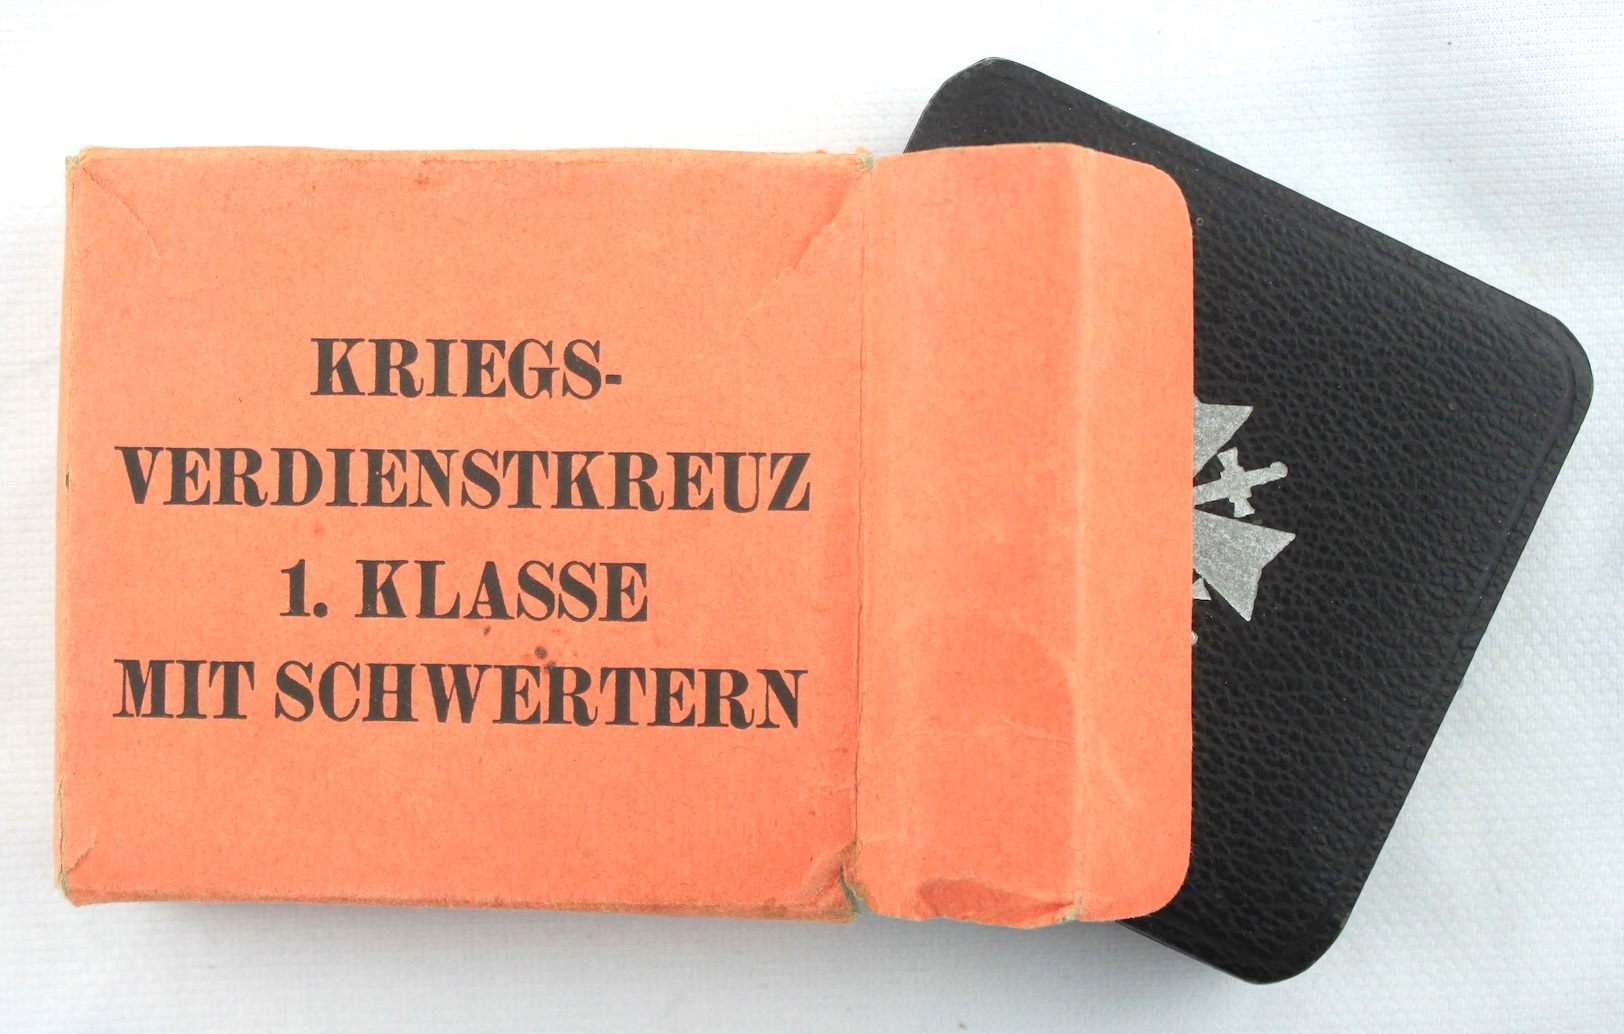 KRIEGS-
VERDIENSTKREUZ
1. KLASSE
MIT SCHWERTERN